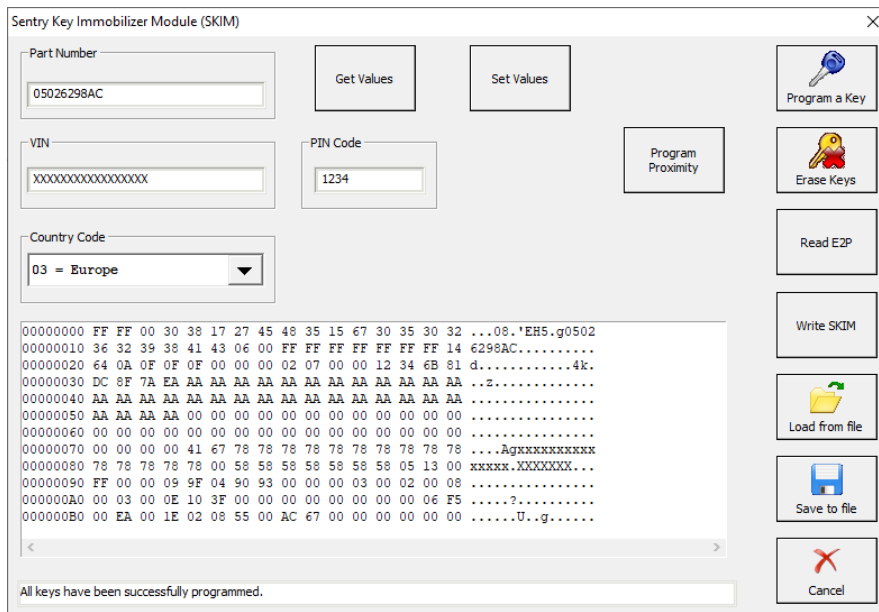 Sentry Key Immobilizer Module (SKIM)
Part Number
05026298AC
Get Values
Set Values
Program a Key
VIN
XXXXXXXXXXXXXXXXX
PIN Code
1234
Program
Proximity
Erase Keys
Country Code
03 = Europe
Read E2P
Write SKIM
00000000 FF FF 00 30 38 17 27 45 48 35 15 67 30 35 30 32 ...08.'EH5.g0502
00000010 36 32 39 38 41 43 06 00 FF FF FF FF FF FF FF 14 6298AC..........
00000020 64 0A 0F 0F 0F 00 00 00 02 07 00 00 12 34 6B 81 d............4k.
00000030 DC 8F 7A EA AA AA AA AA AA AA AA AA AA AA AA AA ..z.............
00000040 AA AA AA AA AA AA AA AA AA AA AA AA AA AA AA AA ................
00000050 AA AA AA AA 00 00 00 00 00 00 00 00 00 00 00 00 ................
00000060 00 00 00 00 00 00 00 00 00 00 00 00 00 00 00 00 ................
00000070 00 00 00 00 41 67 78 78 78 78 78 78 78 78 78 78 ....Agxxxxxxxxxx
00000080 78 78 78 78 78 00 58 58 58 58 58 58 58 05 13 00 xxxxx.XXXXXXX...
00000090 FF 00 00 09 9F 04 90 93 00 00 00 03 00 02 00 08 ................
000000A0 00 03 00 0E 10 3F 00 00 00 00 00 00 00 00 06 F5 .....?..........
000000B0 00 EA 00 1E 02 08 55 00 AC 67 00 00 00 00 00 00 ......U..g......
Load from file
Save to file
Cancel
All keys have been successfully programmed.